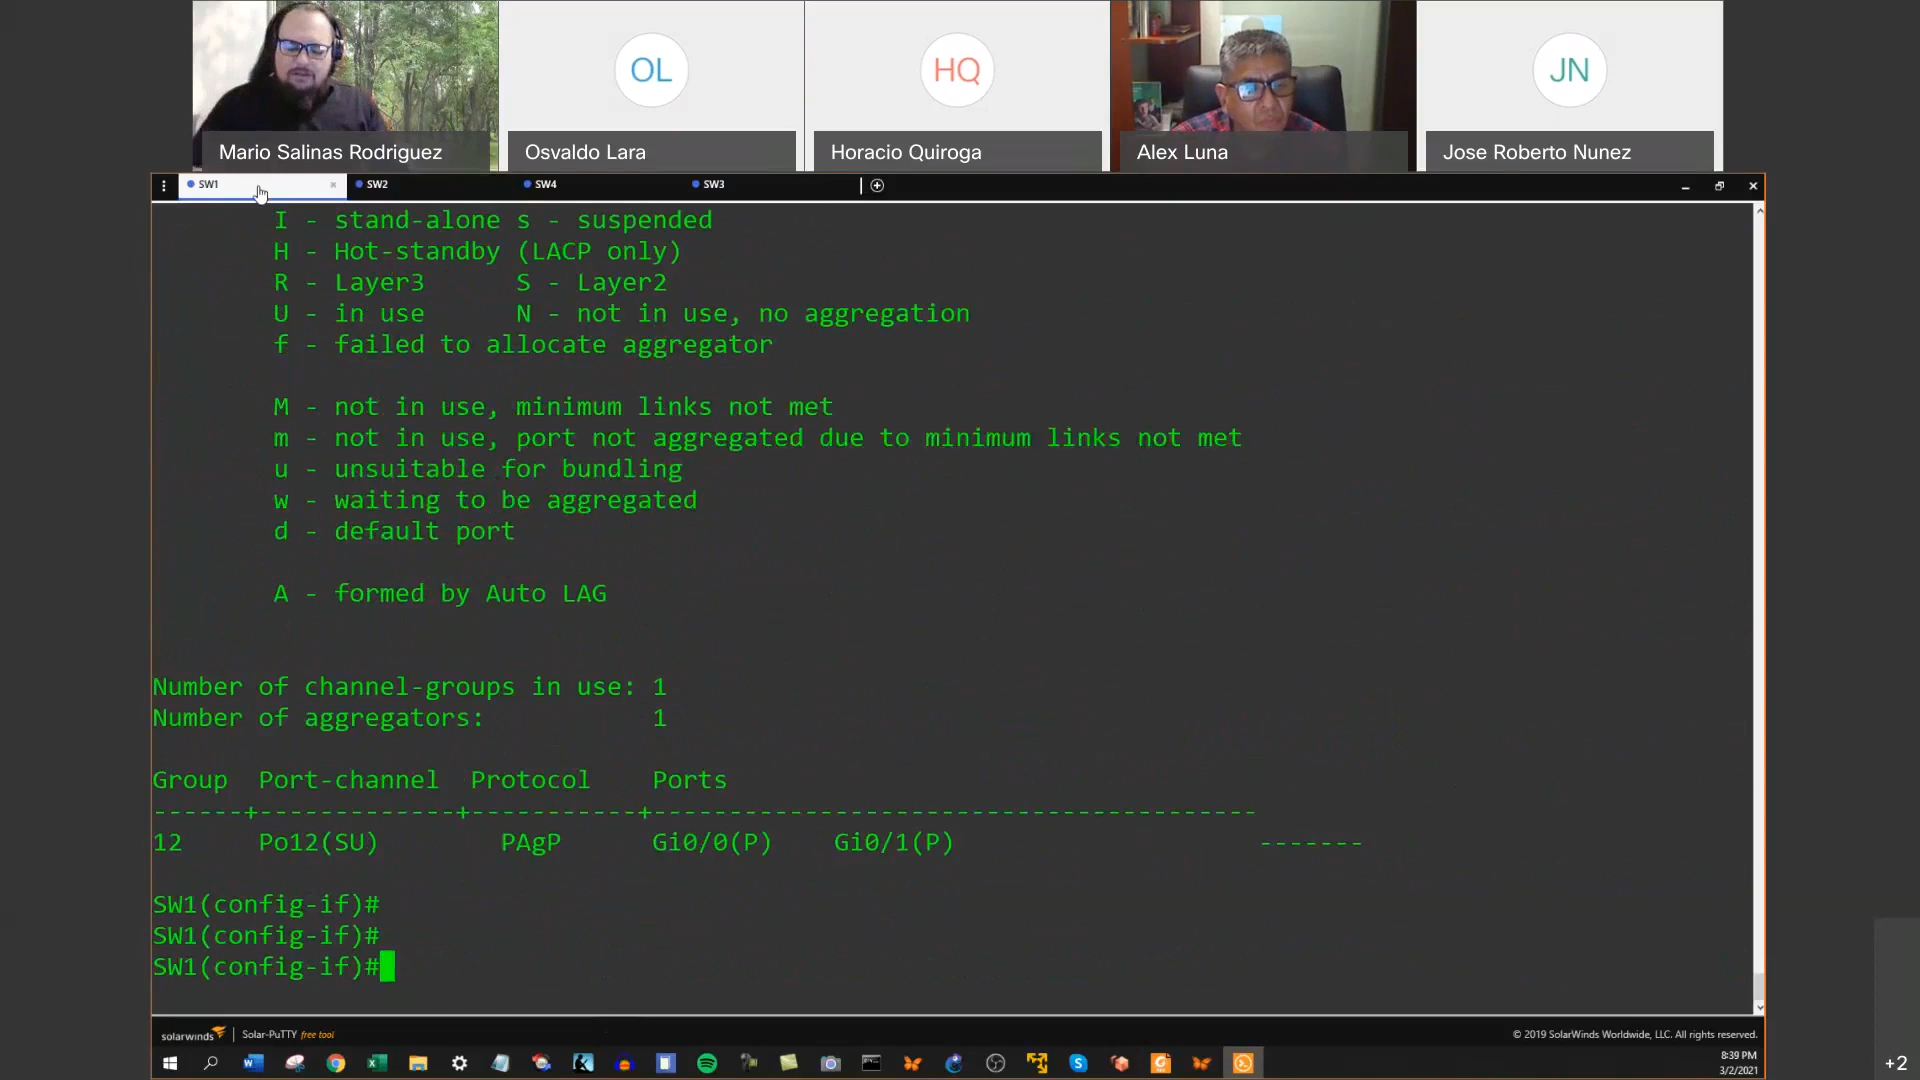 OL
HQ
JN
Mario Salinas Rodriguez
Osvaldo Lara
Horacio Quiroga
Alex Luna
Jose Roberto Nunez
SW1
SW2
SW4
SW3
I - stand-alone s - suspended
H - Hot-standby (LACP only)
R - Layer3      S - Layer2
U - in use      N - not in use, no aggregation
f - failed to allocate aggregator
M - not in use, minimum links not met
m - not in use, port not aggregated due to minimum links not met
u - unsuitable for bundling
w - waiting to be aggregated
d - default port
A - formed by Auto LAG
Number of channel-groups in use: 1
Number of aggregators:           1
Group  Port-channel  Protocol    Ports
------+-------------+-----------+----------------------------------------
12     Po12(SU)        PAgP      Gi0/0(P)    Gi0/1(P)                    -------
SW1(config-if)#
SW1(config-if)#
SW1(config-if)#
solarwinds | Solar-PuTTY free tool
© 2019 SolarWinds Worldwide, LLC. All rights reserved.
8:39 PM
3/2/2021
+2